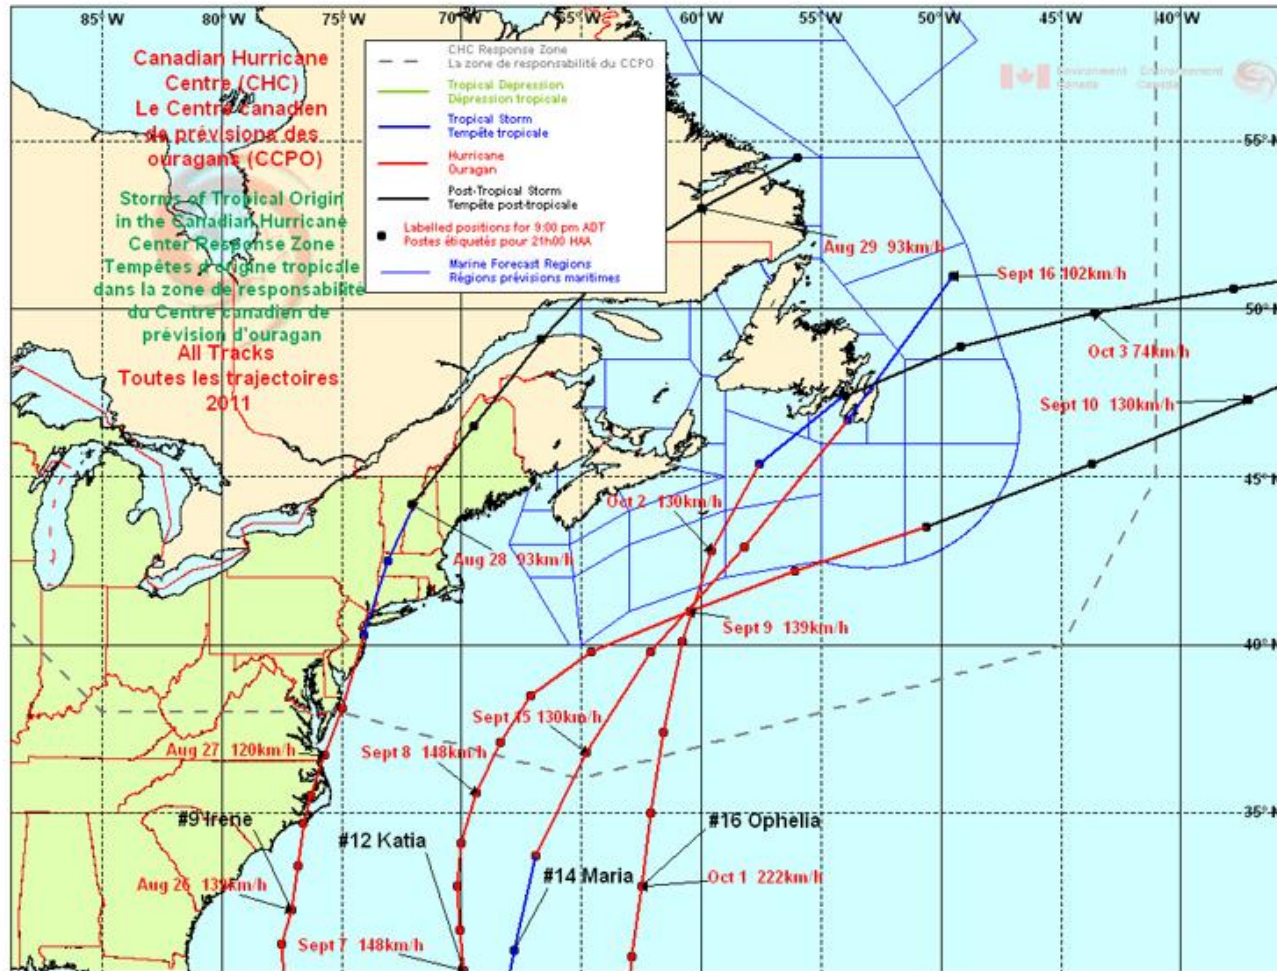 85°W 80°W 75°W 70°W 65°W 60°W 55°W 50°W 45°W 40°W
Canadian Hurricane
Centre (CHC)
Le Centre canadien
de prévisions des
ouragans (CCPO)
Storms of Tropical Origin
in the Canadian Hurricane
Center Response Zone
Tempêtes d'origine tropicale
dans la zone de responsabilité
du Centre canadien de
prévision d'ouragan
All Tracks
Toutes les trajectoires
2011
CHC Response Zone
La zone de responsabilité du CCPO
Tropical Depression
Dépression tropicale
Tropical Storm
Tempête tropicale
Hurricane
Ouragan
Post-Tropical Storm
Tempête post-tropicale
Labelled positions for 9:00 pm ADT
Postes étiquetés pour 21h00 HAA
Marine Forecast Regions
Régions prévisions maritimes
Environment Environnement
Canada Canada
55° N
Aug 29 93km/h
Sept 16 102km/h
50° N
Oct 3 74km/h
Sept 10 130km/h
45° N
Oct 2 130km/h
Aug 28 93km/h
Sept 9 139km/h
40° N
Sept 15 130km/h
Aug 27 120km/h
Sept 8 148km/h
35° N
#9 Irene
#12 Katia
#16 Ophelia
#14 Maria
Oct 1 222km/h
Aug 26 139km/h
Sept 7 148km/h